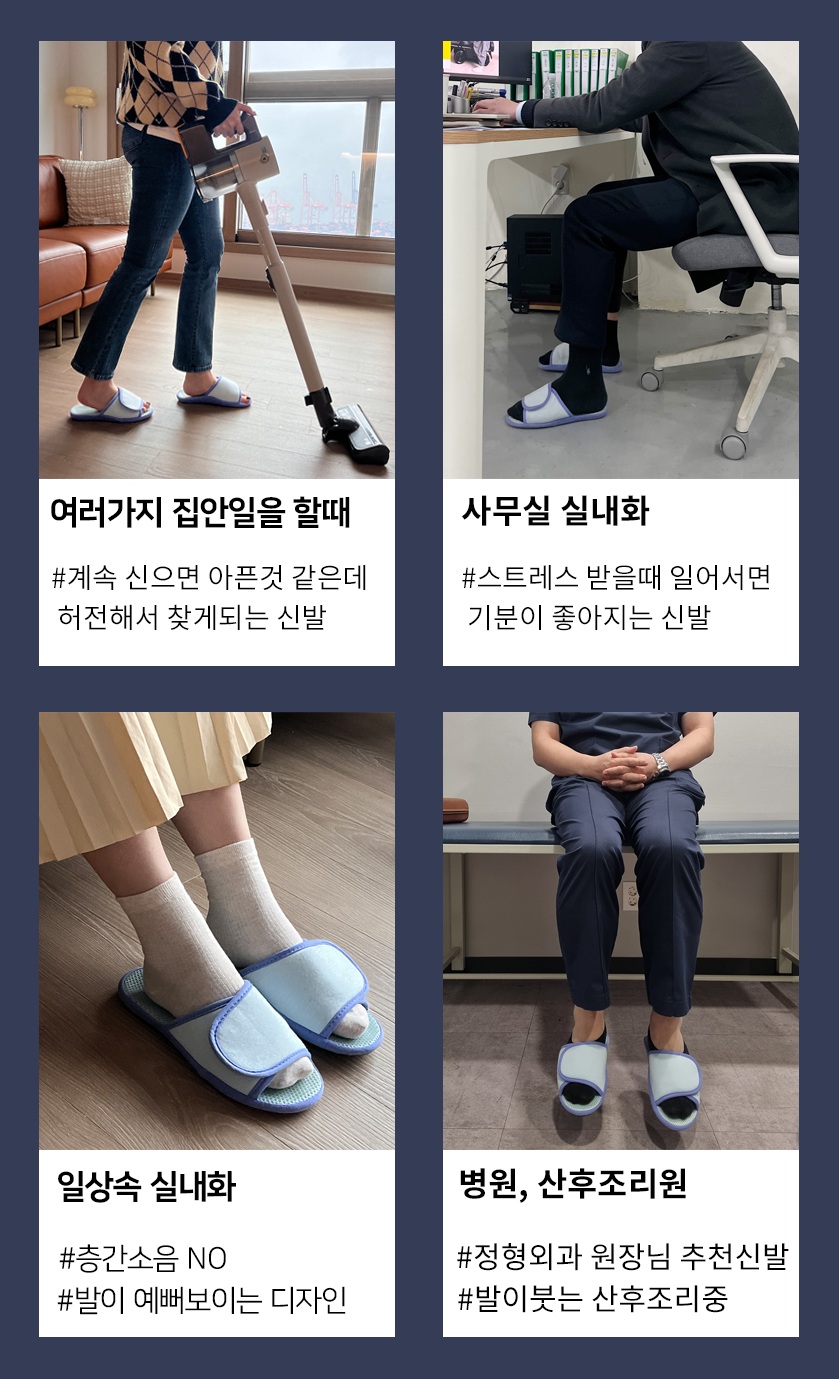 여러가지 집안일을 할때
#계속 신으면 아픈것 같은데
허전해서 찾게되는 신발
사무실 실내화
#스트레스 받을때 일어서면
기분이 좋아지는 신발
일상속 실내화
#층간소음 NO
#발이 예뻐보이는 디자인
병원, 산후조리원
#정형외과 원장님 추천신발
#발이붓는 산후조리중